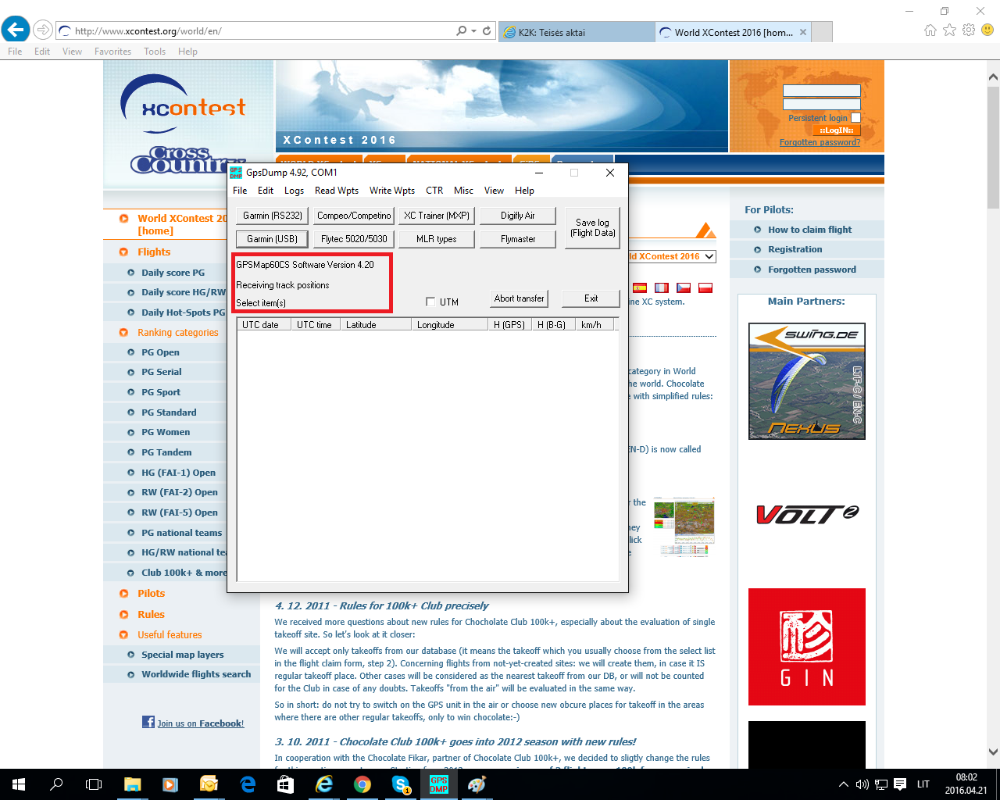 http://www.xcontest.org/world/en/
K2K: Teisės aktai
World XContest 2016 [hom...
File Edit View Favorites Tools Help
xcontest
Cross
Country
XContest 2016
Persistent login
::LogIN::
Forgotten password?
GpsDump 4.92, COM1
File Edit Logs Read Wpts Write Wpts CTR Misc View Help
Garmin (RS232) Compeo/Competino XC Trainer (MXP) Digifly Air
Save log
(Flight Data)
Garmin (USB) Flytec 5020/5030 MLR types Flymaster
GPSMap60CS Software Version 4.20
Receiving track positions
Select item(s)
UTM
Abort transfer
Exit
UTC date UTC time Latitude Longitude H (GPS) H (B-G) km/h
World XContest 20
[home]
Flights
Daily score PG
Daily score HG/RW
Daily Hot-Spots PG
Ranking categories
PG Open
PG Serial
PG Sport
PG Standard
PG Women
PG Tandem
HG (FAI-1) Open
RW (FAI-2) Open
RW (FAI-5) Open
PG national teams
HG/RW national tea
Club 100k+ & more
Pilots
Rules
Useful features
Special map layers
Worldwide flights search
Join us on Facebook!
ld XContest 2016
ine XC system.
category in World
he world. Chocolate
e with simplified rules:
EN-D) is now called
r the
hey
lick
e
4. 12. 2011 - Rules for 100k+ Club precisely
We received more questions about new rules for Chocholate Club 100k+, especially about the evaluation of single
takeoff site. So let's look at it closer:
We will accept only takeoffs from our database (it means the takeoff which you usually choose from the select list
in the flight claim form, step 2). Concerning flights from not-yet-created sites: we will create them, in case it IS
regular takeoff place. Other cases will be considered as the nearest takeoff from our DB, or will not be counted
for the Club in case of any doubts. Takeoffs "from the air" will be evaluated in the same way.
So in short: do not try to switch on the GPS unit in the air or choose new obcure places for takeoff in the areas
where there are other regular takeoffs, only to win chocolate:-)
3. 10. 2011 - Chocolate Club 100k+ goes into 2012 season with new rules!
In cooperation with the Chocolate Fikar, partner of Chocolate Club 100k+, we decided to sligtly change the rules
For Pilots:
How to claim flight
Registration
Forgotten password
Main Partners:
SWING.DE
LTF-C / EN-C
NEXUS
VOLT 2
GIN
GPS
DMP
1
LIT
08:02
2016.04.21